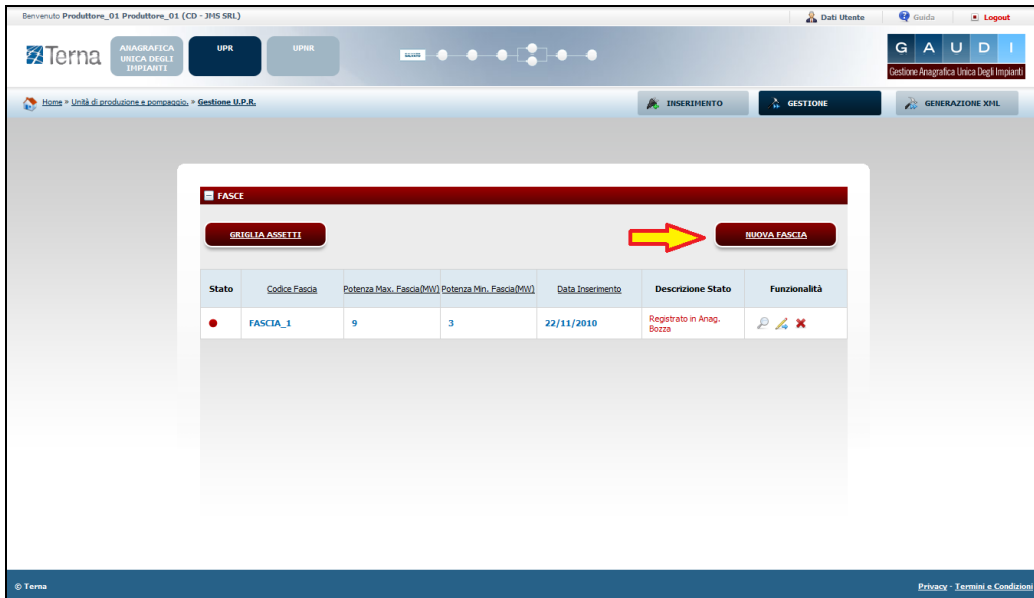 Benvenuto Produttore_01 Produttore_01 (CD - JMS SRL)
Dati Utente
Guida
Logout
Terna
ANAGRAFICA
UNICA DEGLI
IMPIANTI
UPR
UPNR
G A U D I
Gestione Anagrafica Unica Degli Impianti
Home » Unità di produzione e pompaggio. » Gestione U.P.R.
INSERIMENTO
GESTIONE
GENERAZIONE XML
FASCE
GRIGLIA ASSETTI
NUOVA FASCIA
Stato Codice Fascia Potenza Max. Fascia(MW) Potenza Min. Fascia(MW) Data Inserimento Descrizione Stato Funzionalità
FASCIA_1 9 3 22/11/2010 Registrato in Anag.
Bozza
© Terna
Privacy - Termini e Condizioni